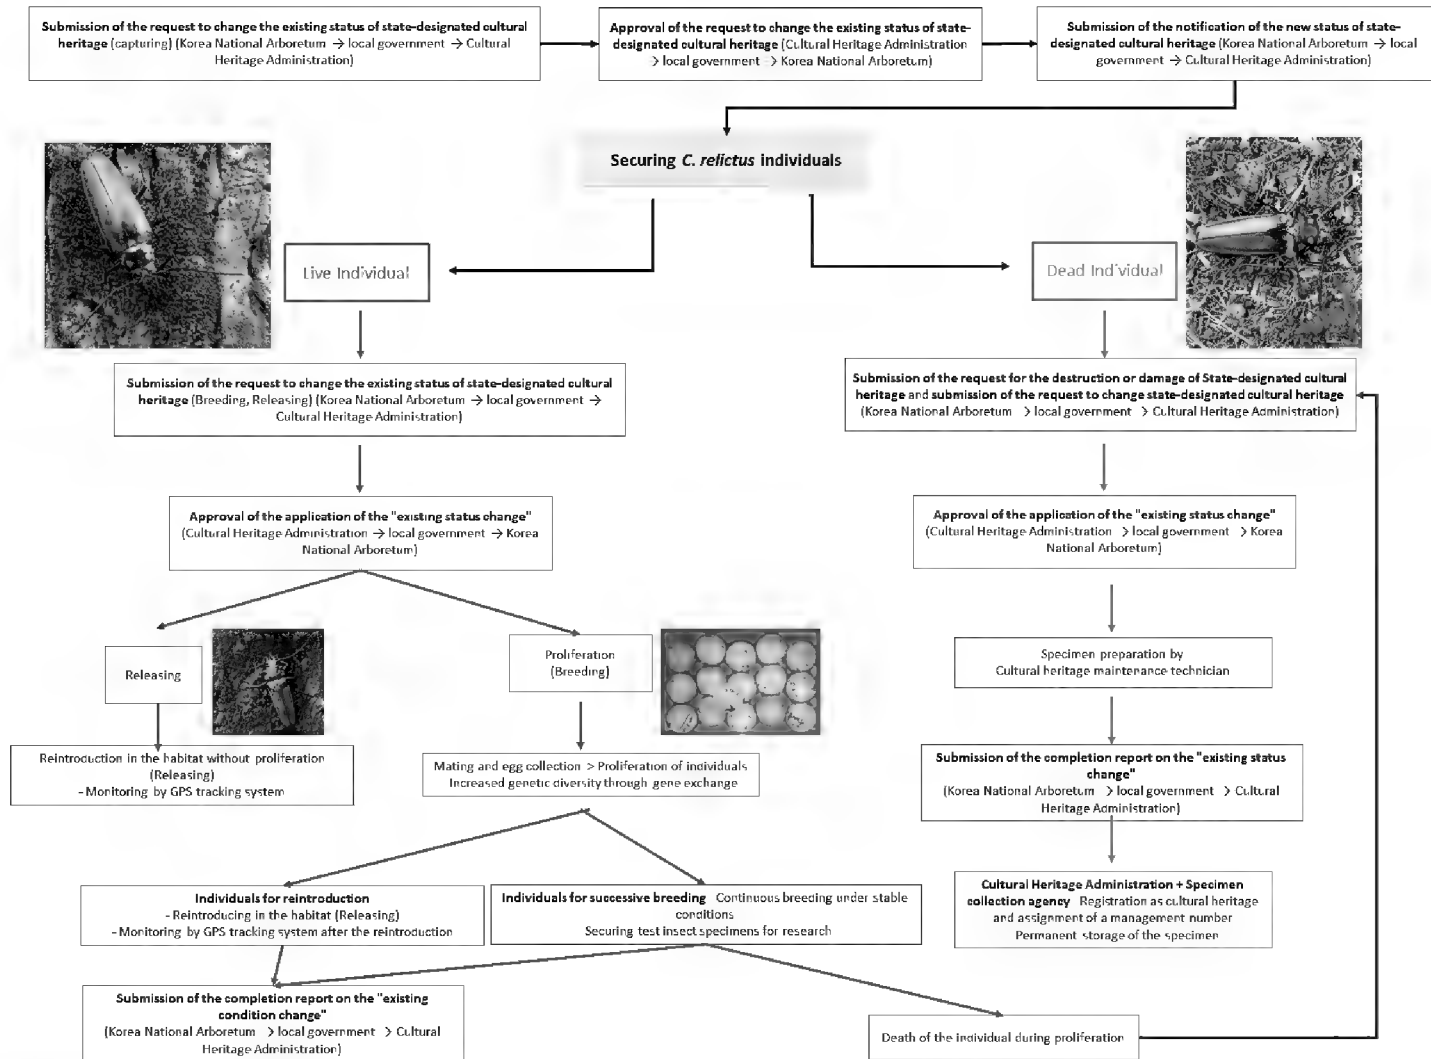 Submission of the request to change the existing status of state-designated cultural
heritage (capturing) (Korea National Arboretum → local government → Cultural
Heritage Administration)
Approval of the request to change the existing status of state-
designated cultural heritage (Cultural Heritage Administration
→ local government → Korea National Arboretum)
Submission of the notification of the new status of state-
designated cultural heritage (Korea National Arboretum → local
government → Cultural Heritage Administration)
Securing C. relictus individuals
Live Individual
Dead Individual
Submission of the request to change the existing status of state-designated cultural
heritage (Breeding, Releasing) (Korea National Arboretum → local government →
Cultural Heritage Administration)
Submission of the request for the destruction or damage of State-designated cultural
heritage and submission of the request to change state-designated cultural heritage
(Korea National Arboretum → local government → Cultural Heritage Administration)
Approval of the application of the "existing status change"
(Cultural Heritage Administration → local government → Korea
National Arboretum)
Approval of the application of the "existing status change"
(Cultural Heritage Administration → local government → Korea
National Arboretum)
Releasing
Proliferation
(Breeding)
Specimen preparation by
Cultural heritage maintenance technician
Reintroduction in the habitat without proliferation
(Releasing)
- Monitoring by GPS tracking system
Mating and egg collection > Proliferation of individuals
Increased genetic diversity through gene exchange
Submission of the completion report on the "existing status
change"
(Korea National Arboretum → local government → Cultural
Heritage Administration)
Individuals for reintroduction
- Reintroducing in the habitat (Releasing)
- Monitoring by GPS tracking system after the reintroduction
Individuals for successive breeding Continuous breeding under stable
conditions
Securing test insect specimens for research
Cultural Heritage Administration + Specimen
collection agency Registration as cultural heritage
and assignment of a management number
Permanent storage of the specimen
Submission of the completion report on the "existing
condition change"
(Korea National Arboretum → local government → Cultural
Heritage Administration)
Death of the individual during proliferation